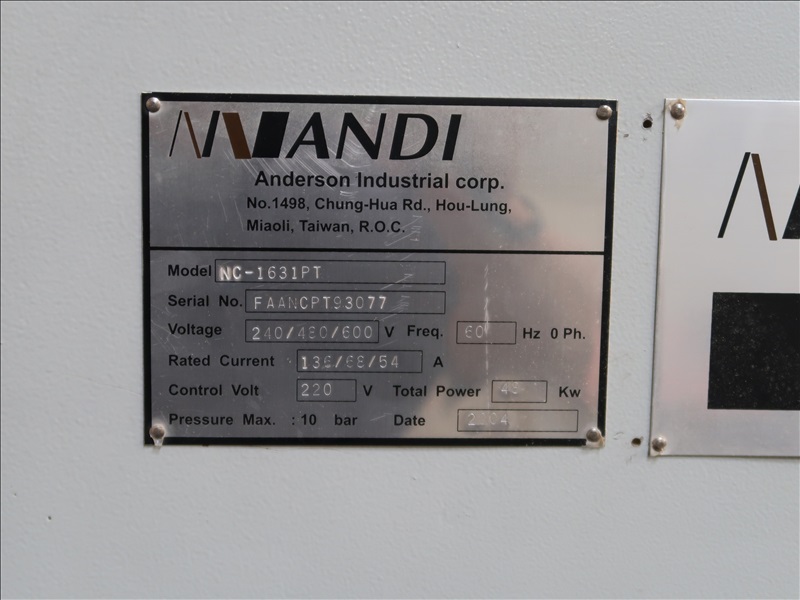 ANDI
Anderson Industrial corp.
No.1498, Chung-Hua Rd., Hou-Lung,
Miaoli, Taiwan, R.O.C.
Model NC-1631PT
Serial No. FAANCPT93077
Voltage 240/480/600 V Freq. 60 Hz 0 Ph.
Rated Current 136/68/54 A
Control Volt 220 V Total Power Kw
Pressure Max. : 10 bar Date 2004